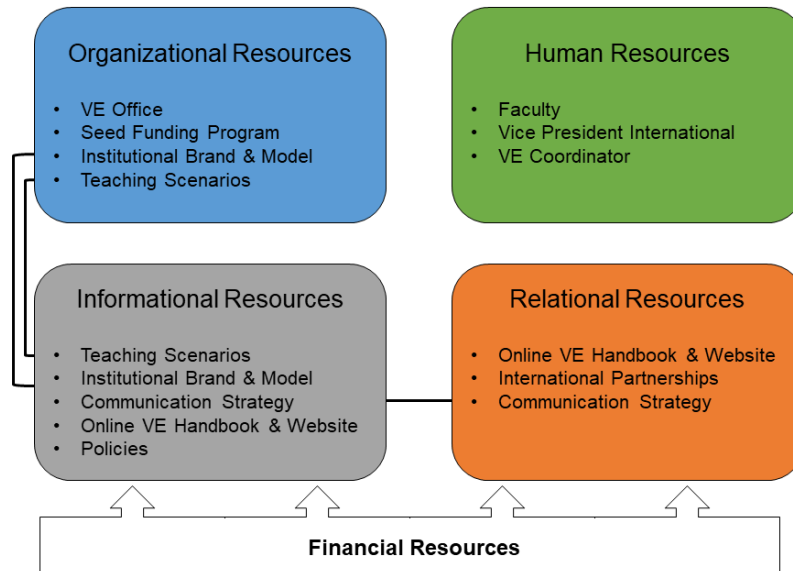 Organizational Resources
• VE Office
• Seed Funding Program
• Institutional Brand & Model
• Teaching Scenarios
Human Resources
• Faculty
• Vice President International
• VE Coordinator
Informational Resources
• Teaching Scenarios
• Institutional Brand & Model
• Communication Strategy
• Online VE Handbook & Website
• Policies
Relational Resources
• Online VE Handbook & Website
• International Partnerships
• Communication Strategy
Financial Resources